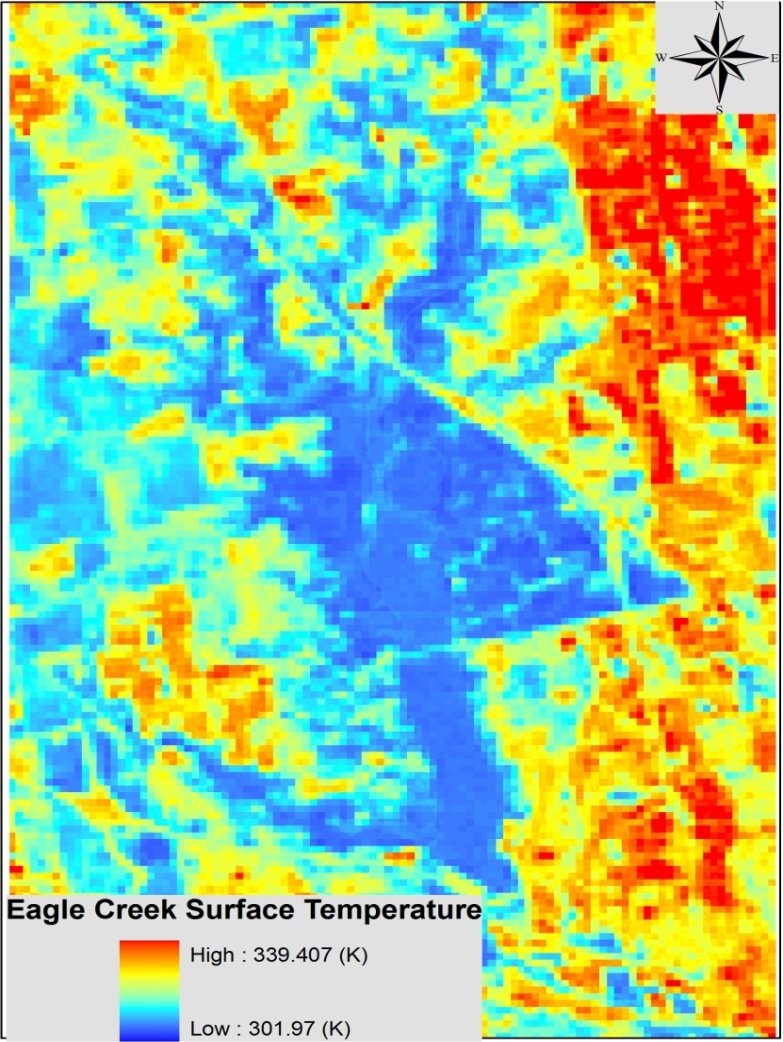 N
W E
S
Eagle Creek Surface Temperature
High : 339.407 (K)
Low : 301.97 (K)